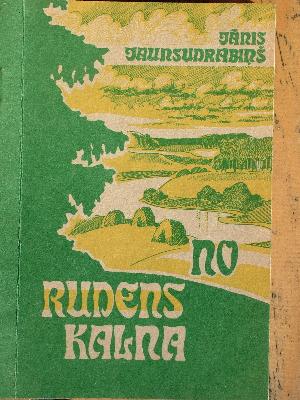 JĀNIS
JAUNSUDRABIŅŠ
NO
RUDENS
KALNA